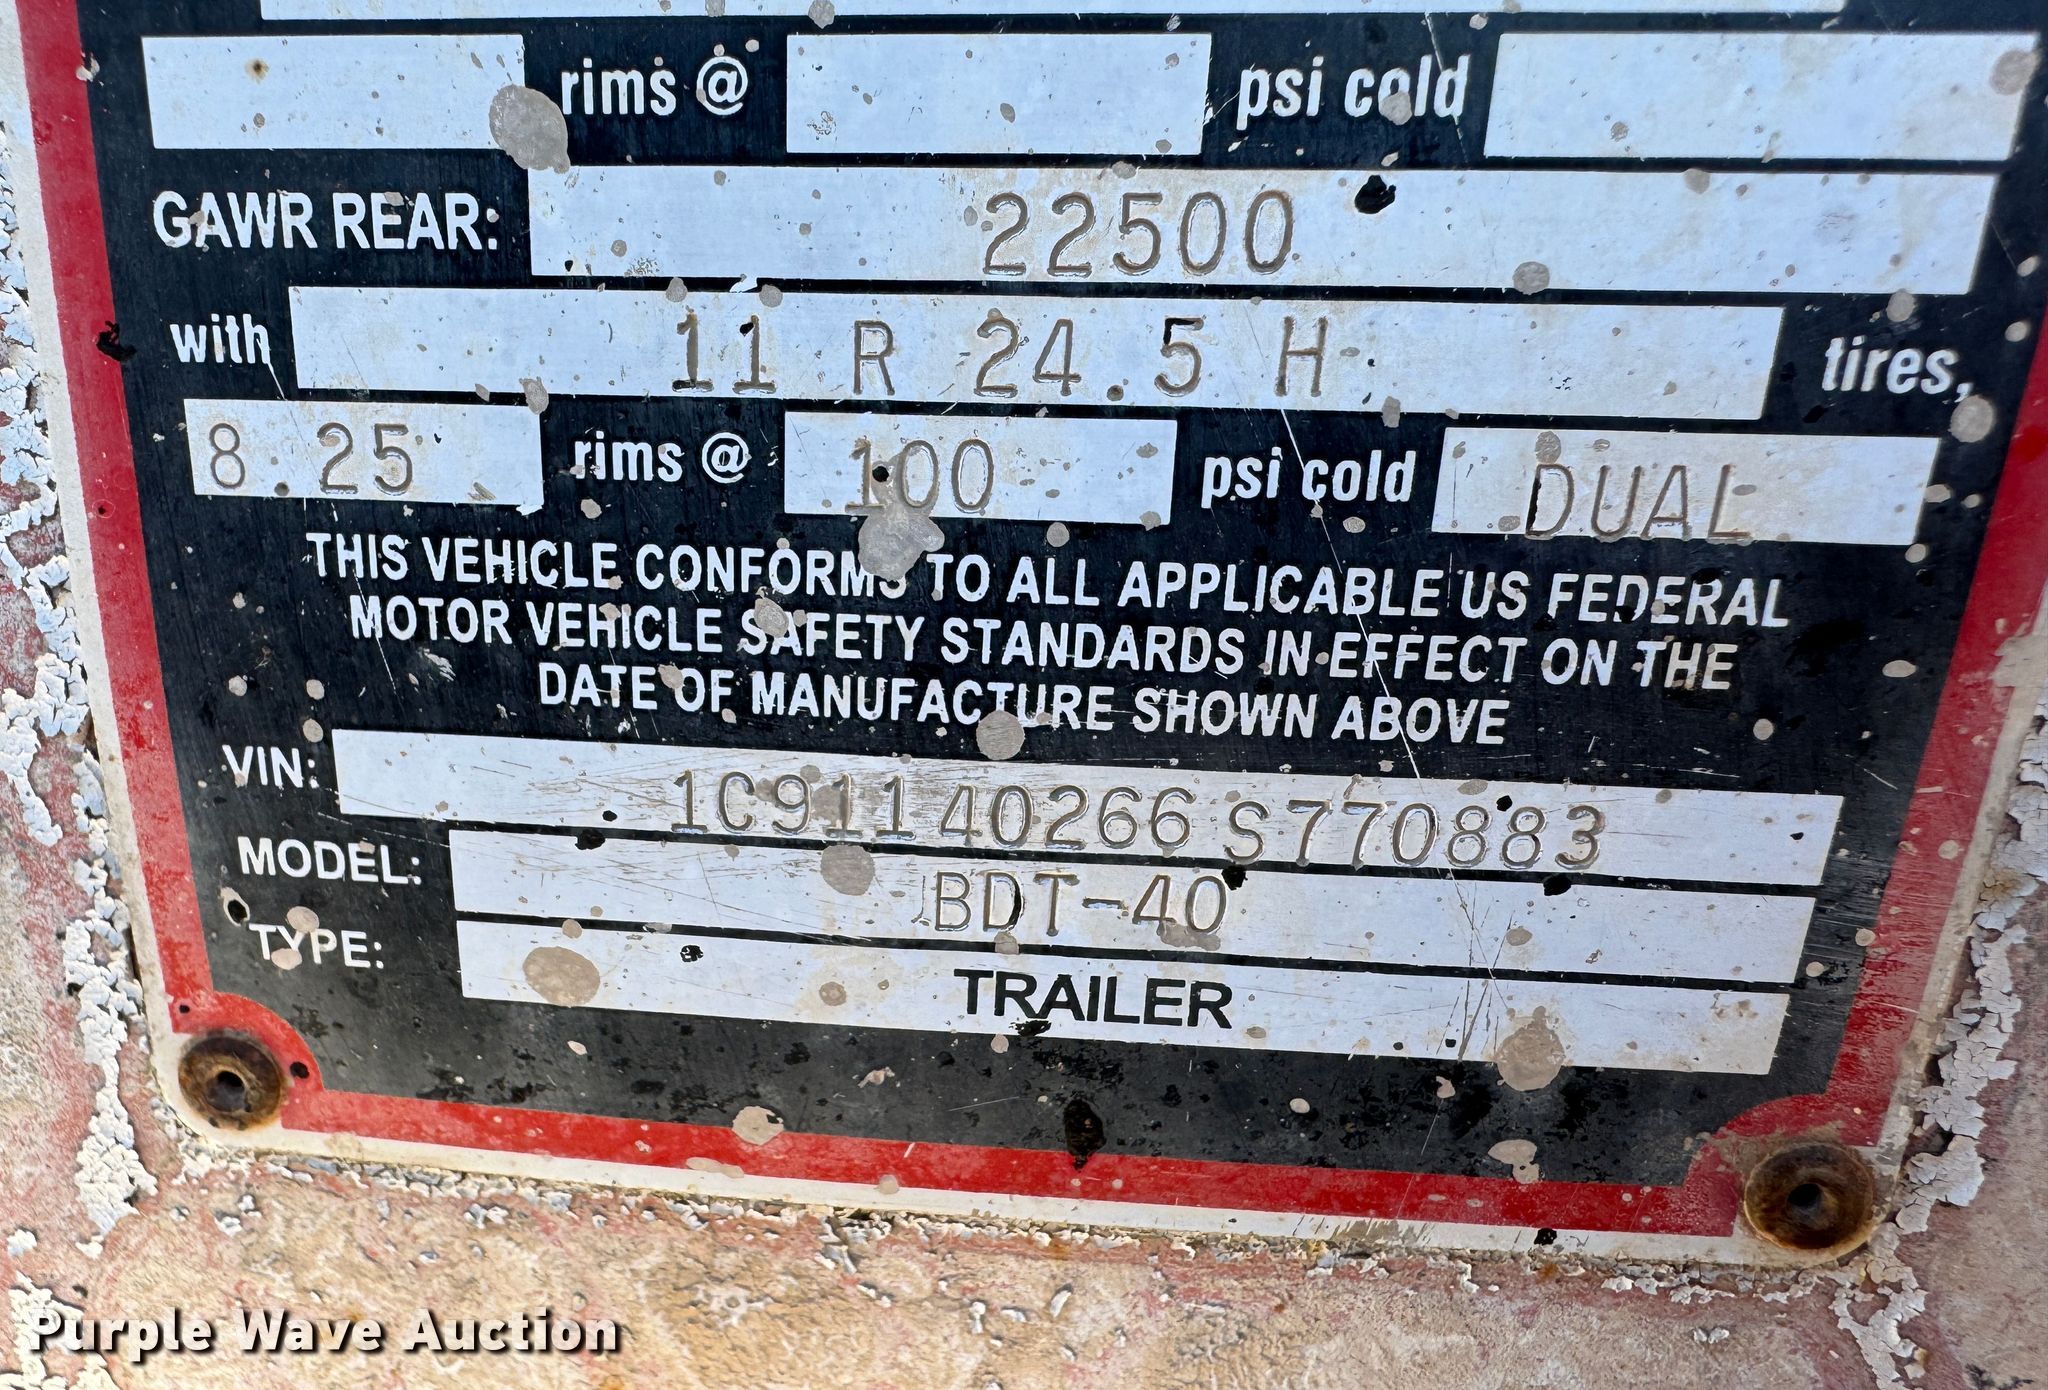 rims @ psi cold
GAWR REAR: 22500
with 11 R 24.5 H tires,
8.25 rims @ 100 psi cold DUAL
THIS VEHICLE CONFORMS TO ALL APPLICABLE US FEDERAL
MOTOR VEHICLE SAFETY STANDARDS IN EFFECT ON THE
DATE OF MANUFACTURE SHOWN ABOVE
VIN: 1C91140266S770883
MODEL: BDT-40
TYPE: TRAILER
Purple Wave Auction